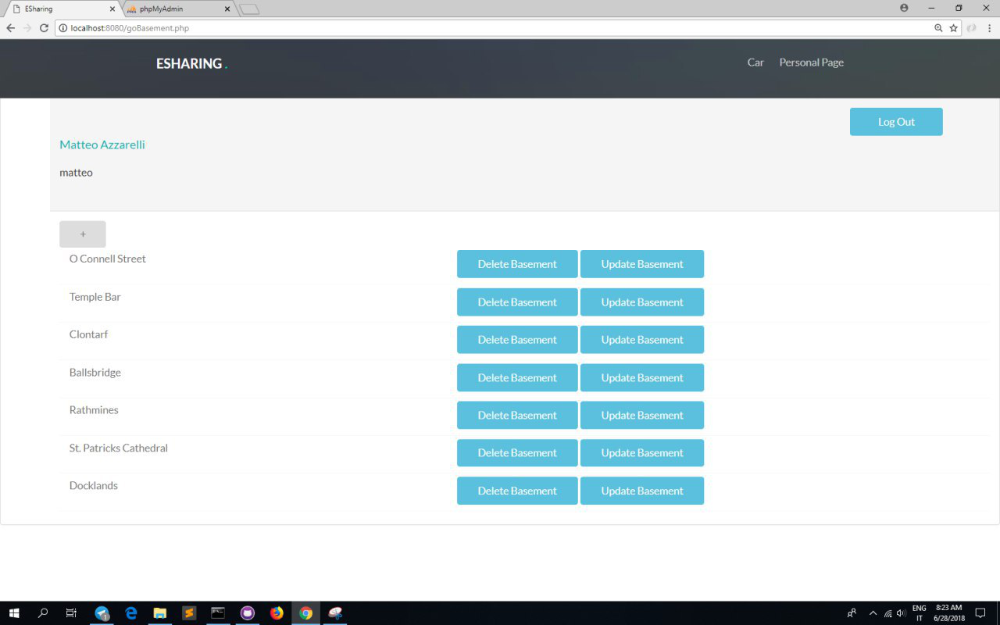 ESharing
phpMyAdmin
localhost:8080/goBasement.php
ESHARING .
Car Personal Page
Log Out
Matteo Azzarelli
matteo
+
O Connell Street Delete Basement Update Basement
Temple Bar Delete Basement Update Basement
Clontarf Delete Basement Update Basement
Ballsbridge Delete Basement Update Basement
Rathmines Delete Basement Update Basement
St. Patricks Cathedral Delete Basement Update Basement
Docklands Delete Basement Update Basement
ENG 8:23 AM
IT 6/28/2018